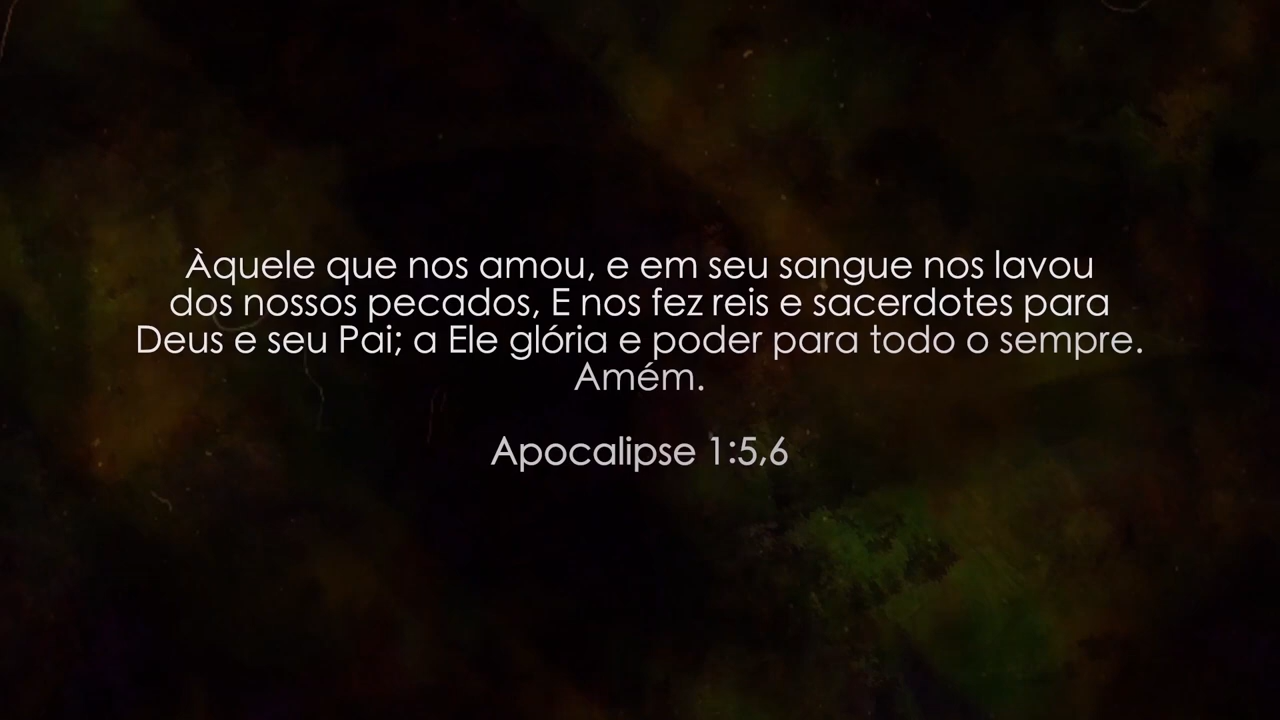 Àquele que nos amou, e em seu sangue nos lavou
dos nossos pecados, E nos fez reis e sacerdotes para
Deus e seu Pai; a Ele glória e poder para todo o sempre.
Amém.
Apocalipse 1:5,6